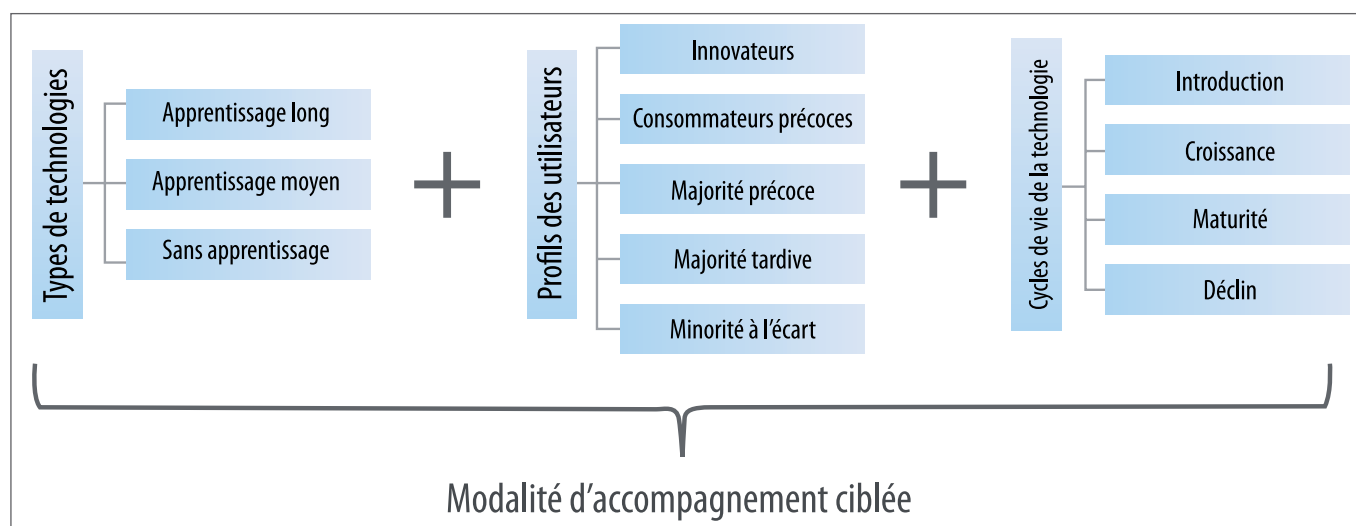 Types de technologies
Apprentissage long
Apprentissage moyen
Sans apprentissage
+
Profils des utilisateurs
Innovateurs
Consommateurs précoces
Majorité précoce
Majorité tardive
Minorité à l'écart
+
Cycles de vie de la technologie
Introduction
Croissance
Maturité
Déclin
Modalité d'accompagnement ciblée